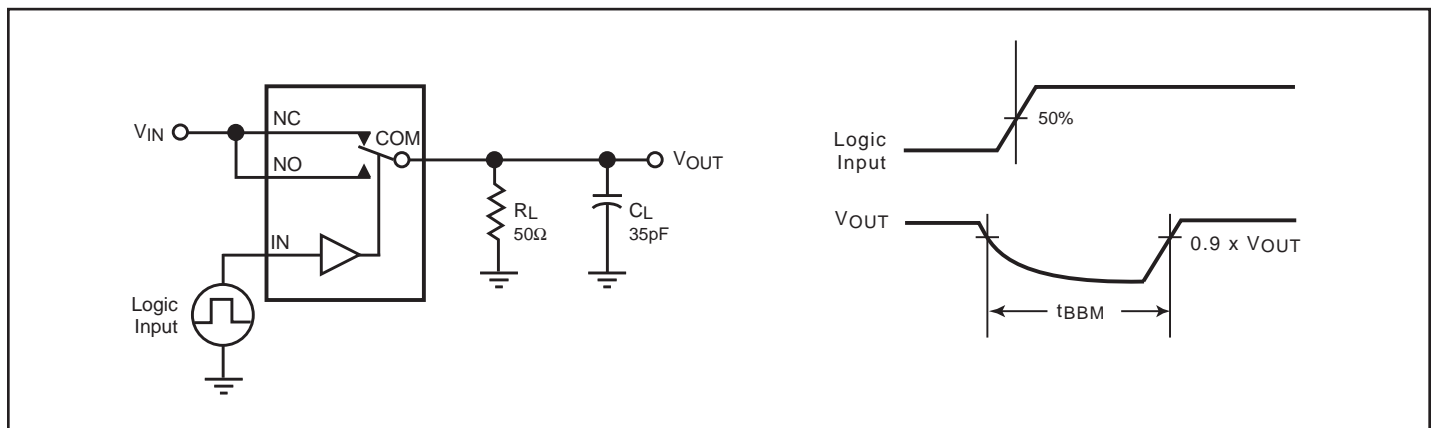 VIN
NC
NO
COM
IN
Logic
Input
RL
50Ω
CL
35pF
VOUT
Logic
Input
50%
VOUT
0.9 x VOUT
tBBM